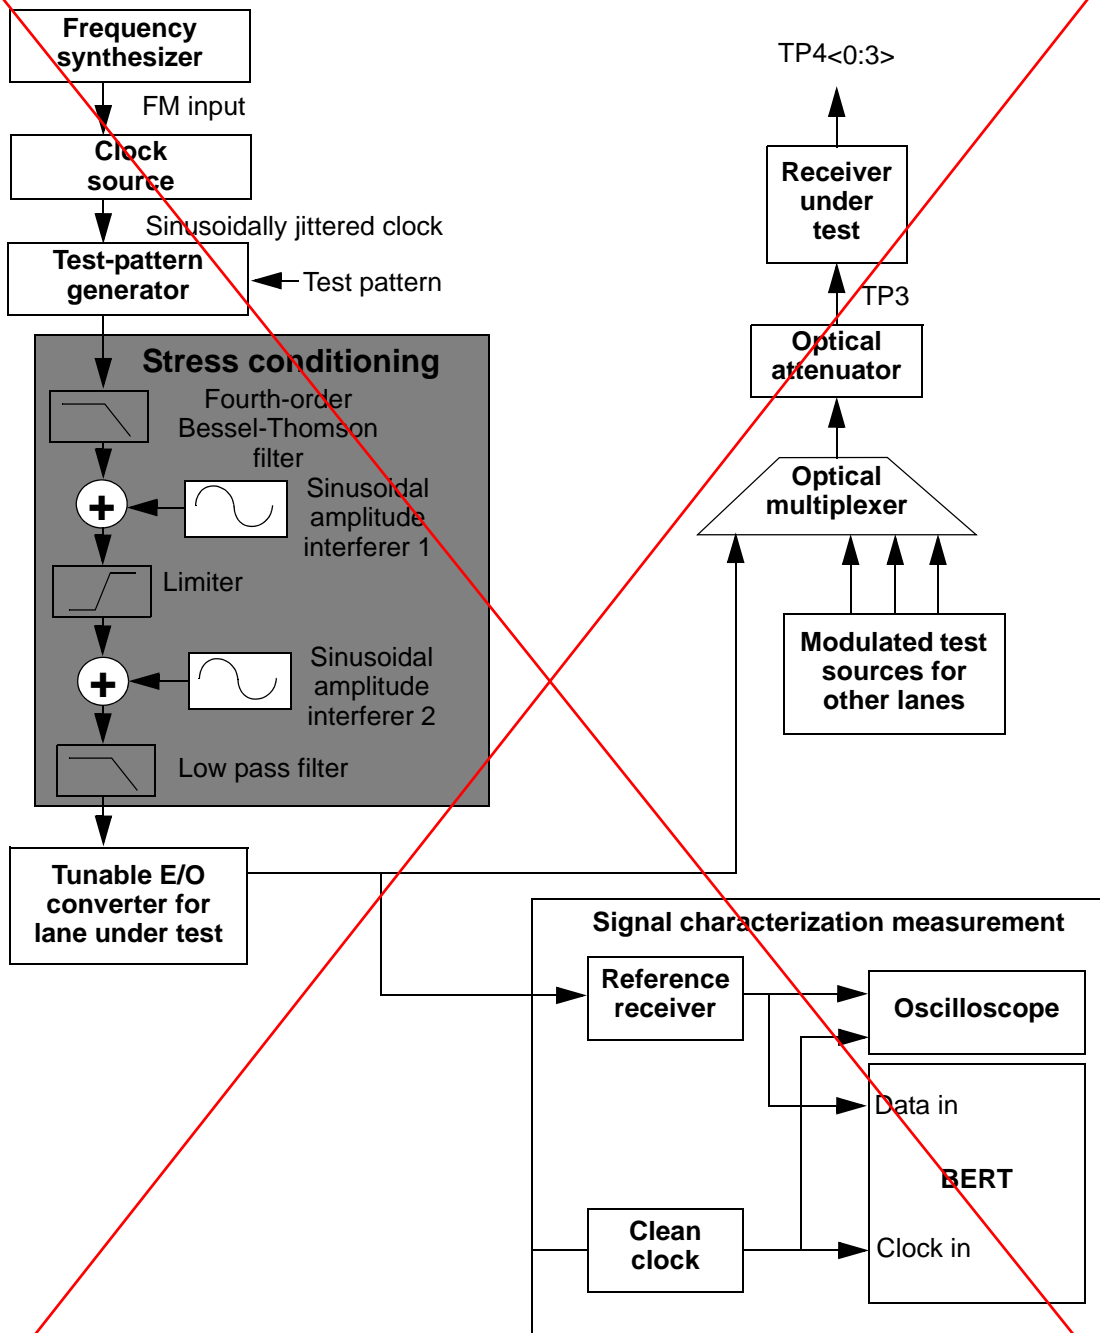 Frequency
synthesizer
FM input
Clock
source
Sinusoidally jittered clock
Test-pattern
generator
Test pattern
Stress conditioning
Fourth-order
Bessel-Thomson
filter
+
Sinusoidal
amplitude
interferer 1
Limiter
+
Sinusoidal
amplitude
interferer 2
Low pass filter
Tunable E/O
converter for
lane under test
TP4<0:3>
Receiver
under
test
TP3
Optical
attenuator
Optical
multiplexer
Modulated test
sources for
other lanes
Signal characterization measurement
Reference
receiver
Oscilloscope
Data in
BERT
Clean
clock
Clock in